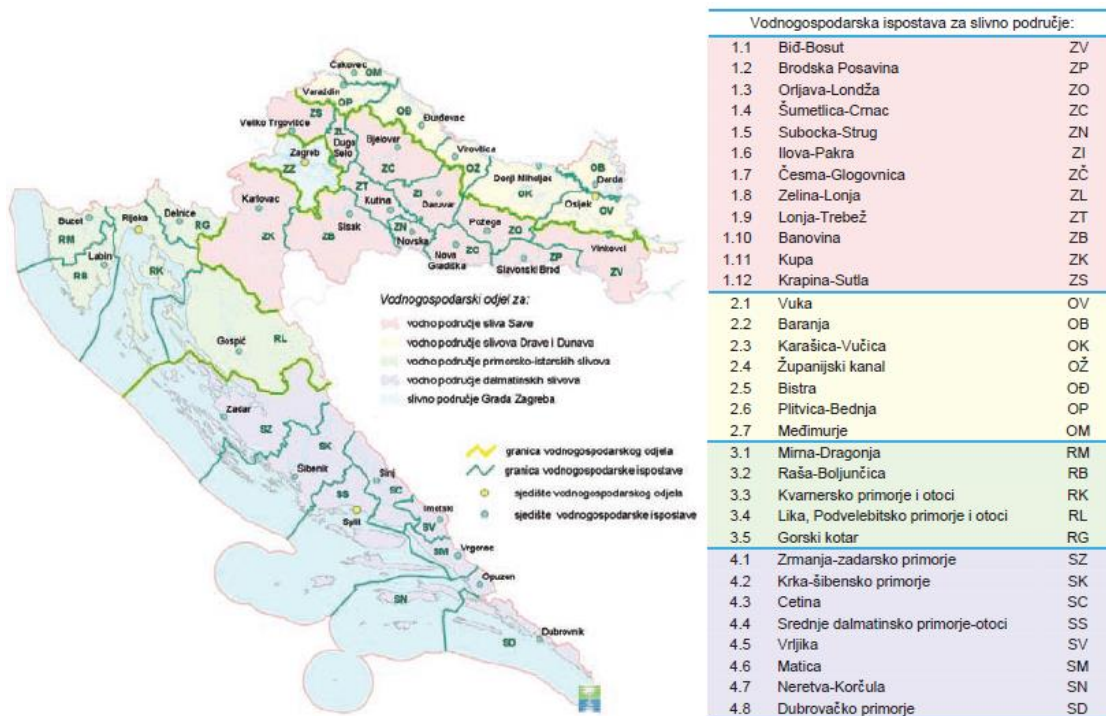 Čakovec
OM
Varaždin
OP
ZS
OĐ
Đurđevac
Veliko Trgovišće
ZL
Dugo
Selo
Bjelovar
Virovitica
Zagreb
ZZ
ZČ
OŽ
Donji Miholjac
OB
Darda
OK
Osijek
OV
Karlovac
ZT
ZI
Kutina
Daruvar
Buzet
Rijeka
Delnice
RG
ZK
ZB
Sisak
ZN
Novska
Požega
ZO
Vinkovci
RM
Labin
RB
RK
Nova
Gradiška
ZC
Slavonski Brod
ZP
ZV
Gospić
RL
Vodnogospodarski odjel za:
vodno područje sliva Save
vodno područje slivova Drave i Dunava
vodno područje primorsko-istarskih slivova
vodno područje dalmatinskih slivova
slivno područje Grada Zagreba
Zadar
SZ
SK
granica vodnogospodarskog odjela
granica vodnogospodarske ispostave
sjedište vodnogospodarskog odjela
sjedište vodnogospodarske ispostave
Šibenik
Sinj
SS
SC
Split
Imotski
SV
SM
Vrgorac
Opuzen
SN
SD
Dubrovnik
Vodnogospodarska ispostava za slivno područje:
1.1 Biđ-Bosut ZV
1.2 Brodska Posavina ZP
1.3 Orljava-Londža ZO
1.4 Šumetlica-Crnac ZC
1.5 Subocka-Strug ZN
1.6 Ilova-Pakra ZI
1.7 Česma-Glogovnica ZČ
1.8 Zelina-Lonja ZL
1.9 Lonja-Trebež ZT
1.10 Banovina ZB
1.11 Kupa ZK
1.12 Krapina-Sutla ZS
2.1 Vuka OV
2.2 Baranja OB
2.3 Karašica-Vučica OK
2.4 Županijski kanal OŽ
2.5 Bistra OĐ
2.6 Plitvica-Bednja OP
2.7 Međimurje OM
3.1 Mirna-Dragonja RM
3.2 Raša-Boljunčica RB
3.3 Kvarnersko primorje i otoci RK
3.4 Lika, Podvelebitsko primorje i otoci RL
3.5 Gorski kotar RG
4.1 Zrmanja-zadarsko primorje SZ
4.2 Krka-šibensko primorje SK
4.3 Cetina SC
4.4 Srednje dalmatinsko primorje-otoci SS
4.5 Vrljika SV
4.6 Matica SM
4.7 Neretva-Korčula SN
4.8 Dubrovačko primorje SD